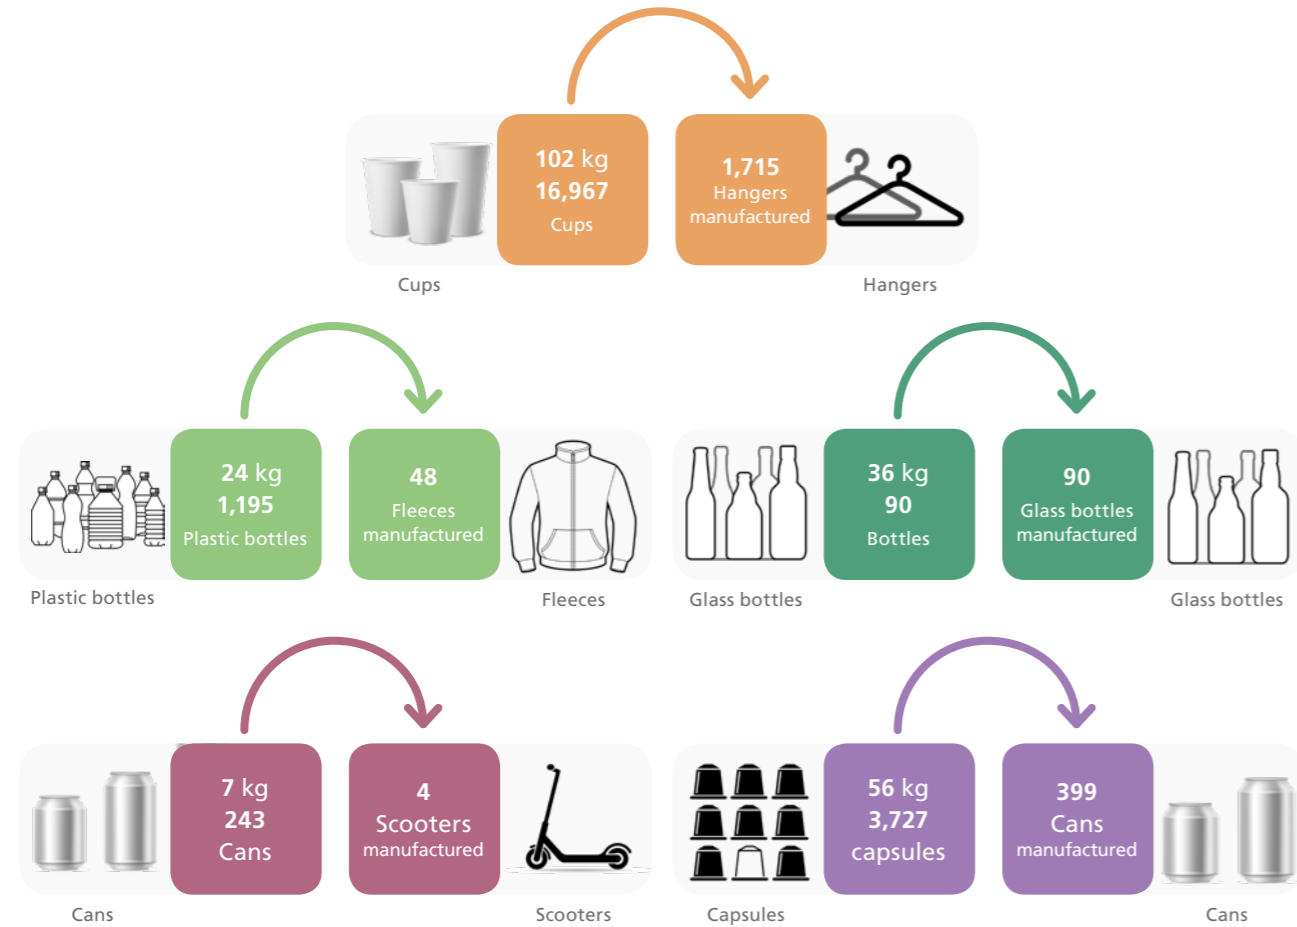 102 kg
16,967
Cups
1,715
Hangers
manufactured
Cups
Hangers
24 kg
1,195
Plastic bottles
48
Fleeces
manufactured
Plastic bottles
Fleeces
36 kg
90
Bottles
90
Glass bottles
manufactured
Glass bottles
Glass bottles
7 kg
243
Cans
4
Scooters
manufactured
Cans
Scooters
56 kg
3,727
capsules
399
Cans
manufactured
Capsules
Cans